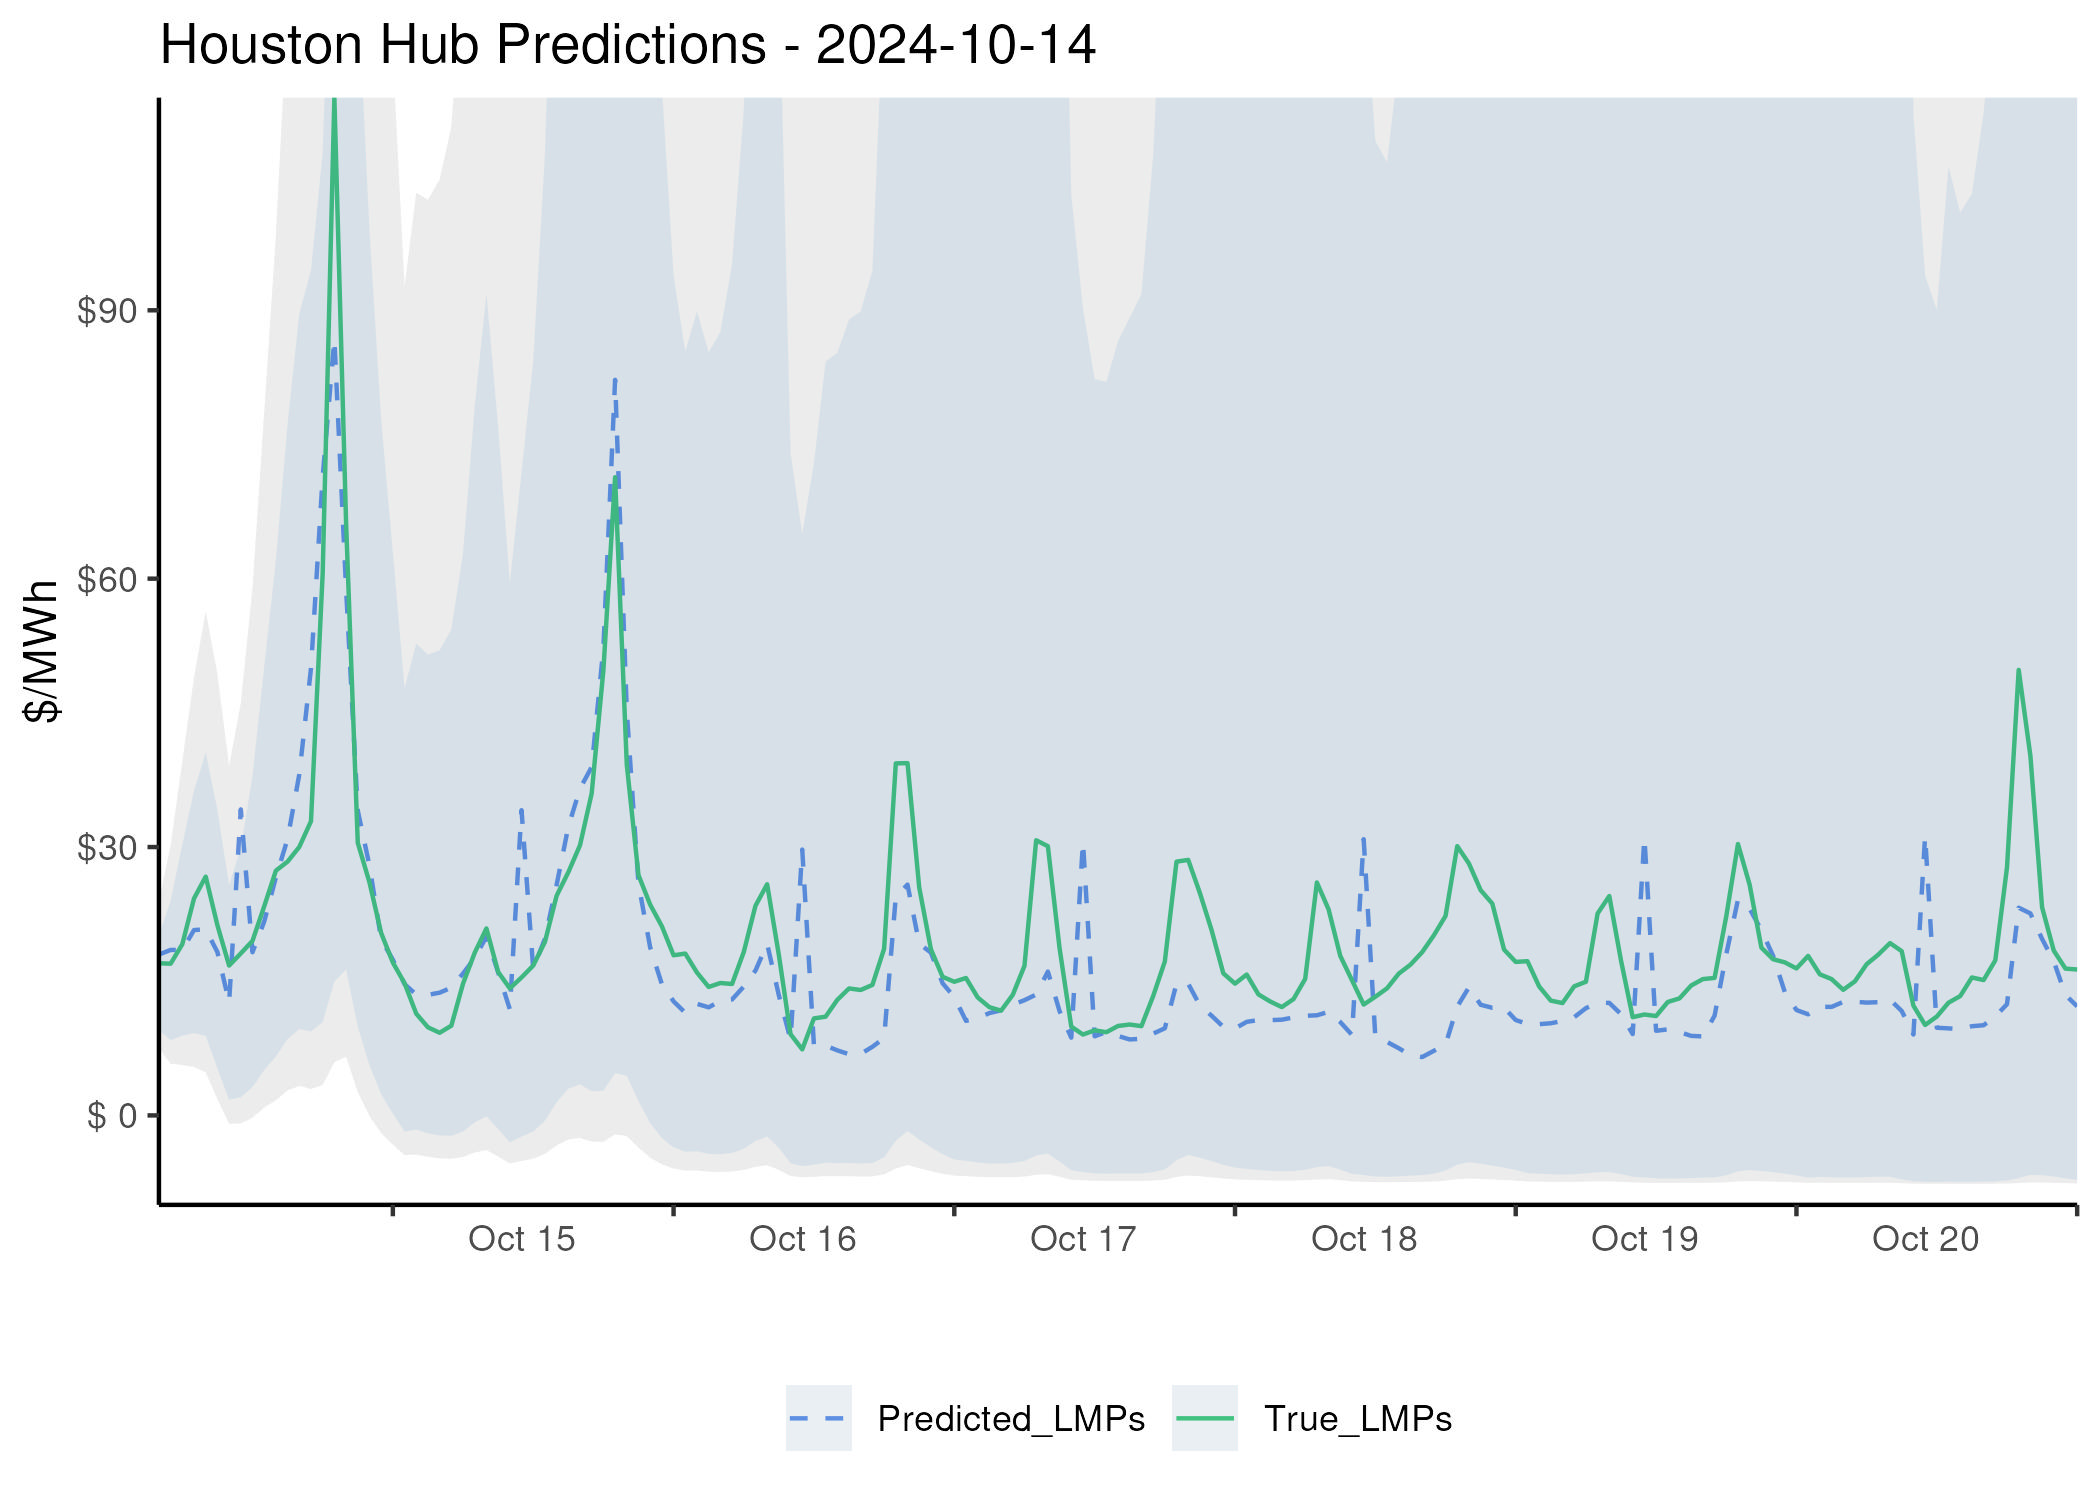 Houston Hub Predictions - 2024-10-14
$/MWh
$90
$60
$30
$ 0
Oct 15 Oct 16 Oct 17 Oct 18 Oct 19 Oct 20
Predicted_LMPs True_LMPs